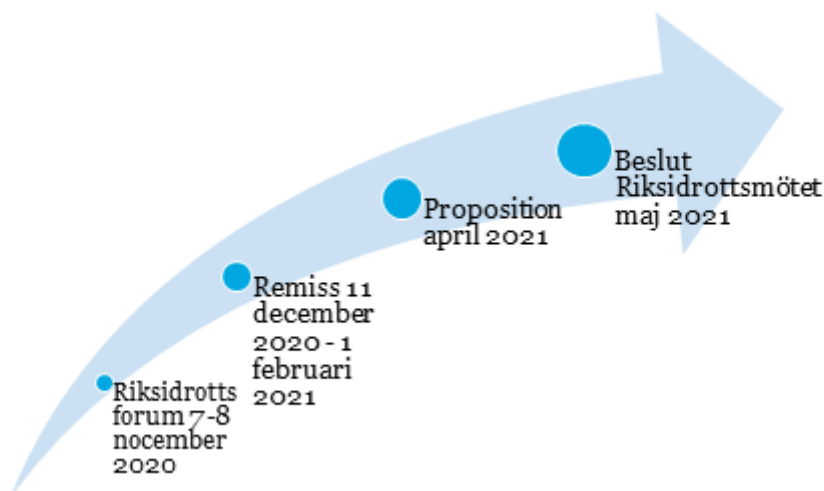 Riksidrotts
forum 7-8
nocember
2020
Remiss 11
december
2020 - 1
februari
2021
Proposition
april 2021
Beslut
Riksidrottsmötet
maj 2021